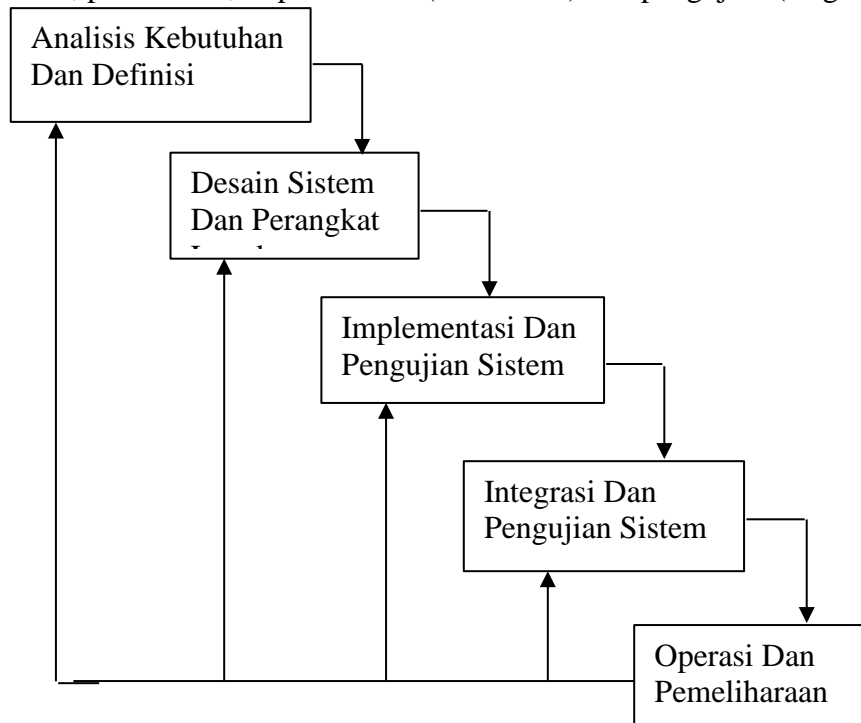 Analisis Kebutuhan
Dan Definisi
Desain Sistem
Dan Perangkat
Implementasi Dan
Pengujian Sistem
Integrasi Dan
Pengujian Sistem
Operasi Dan
Pemeliharaan